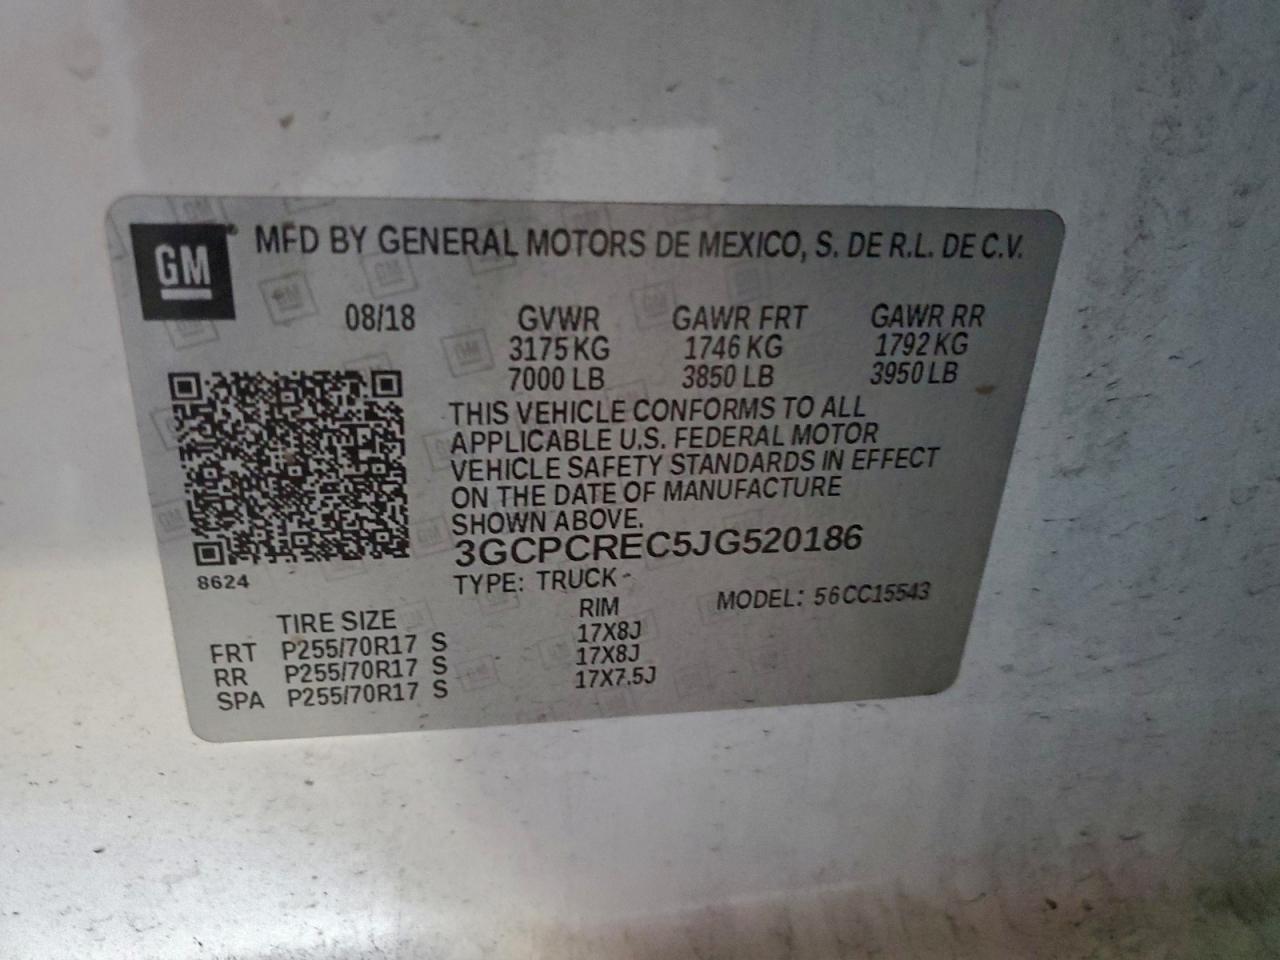 GM® MFD BY GENERAL MOTORS DE MEXICO, S. DE R.L. DE C.V.
08/18 GVWR GAWR FRT GAWR RR
3175 KG 1746 KG 1792 KG
7000 LB 3850 LB 3950 LB
THIS VEHICLE CONFORMS TO ALL
APPLICABLE U.S. FEDERAL MOTOR
VEHICLE SAFETY STANDARDS IN EFFECT
ON THE DATE OF MANUFACTURE
SHOWN ABOVE.
3GCPCREC5JG520186
8624
TYPE: TRUCK
MODEL: 56CC15543
TIRE SIZE RIM
FRT P255/70R17 S 17X8J
RR P255/70R17 S 17X8J
SPA P255/70R17 S 17X7.5J